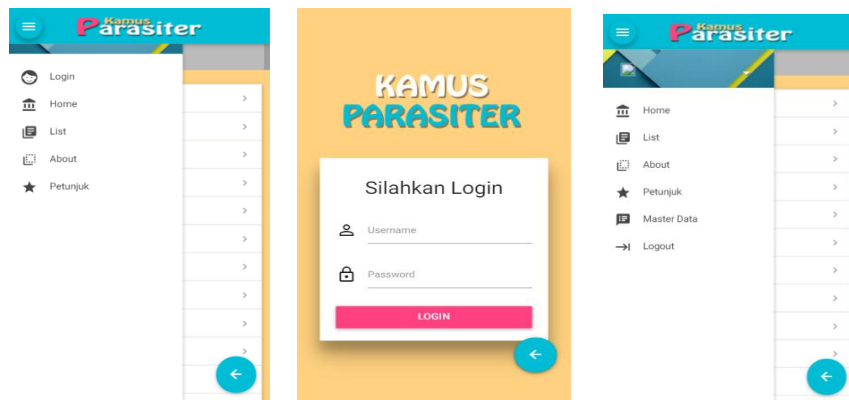 Kamus
Parasiter
Login
Home
List
About
Petunjuk
KAMUS
PARASITER
Silahkan Login
Username
Password
LOGIN
Kamus
Parasiter
Home
List
About
Petunjuk
Master Data
Logout